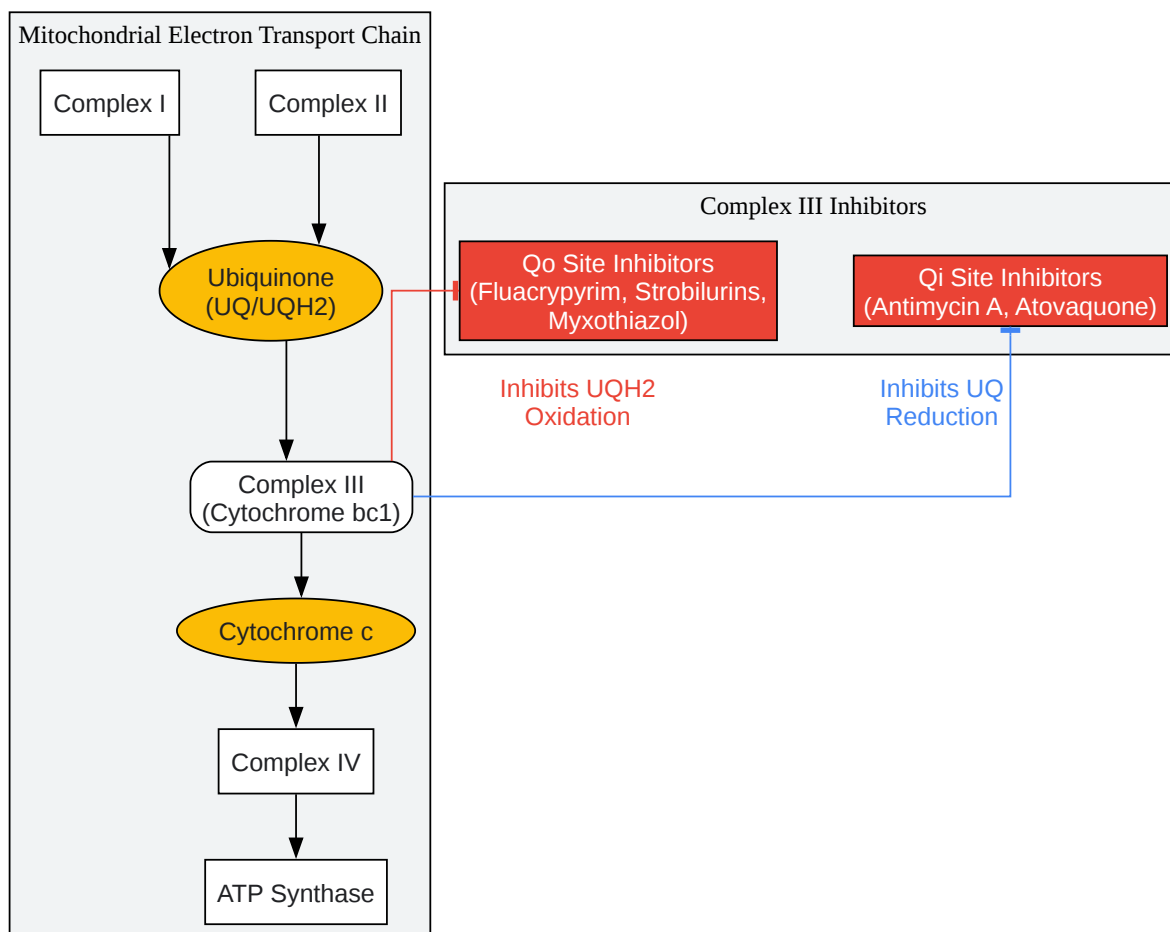 Mitochondrial Electron Transport Chain
Complex I
Complex II
Ubiquinone
(UQ/UQH2)
Complex III
(Cytochrome bc1)
Cytochrome c
Complex IV
ATP Synthase
Complex III Inhibitors
Qo Site Inhibitors
(Fluacrypyrim, Strobilurins,
Myxothiazol)
Qi Site Inhibitors
(Antimycin A, Atovaquone)
Inhibits UQH2
Oxidation
Inhibits UQ
Reduction